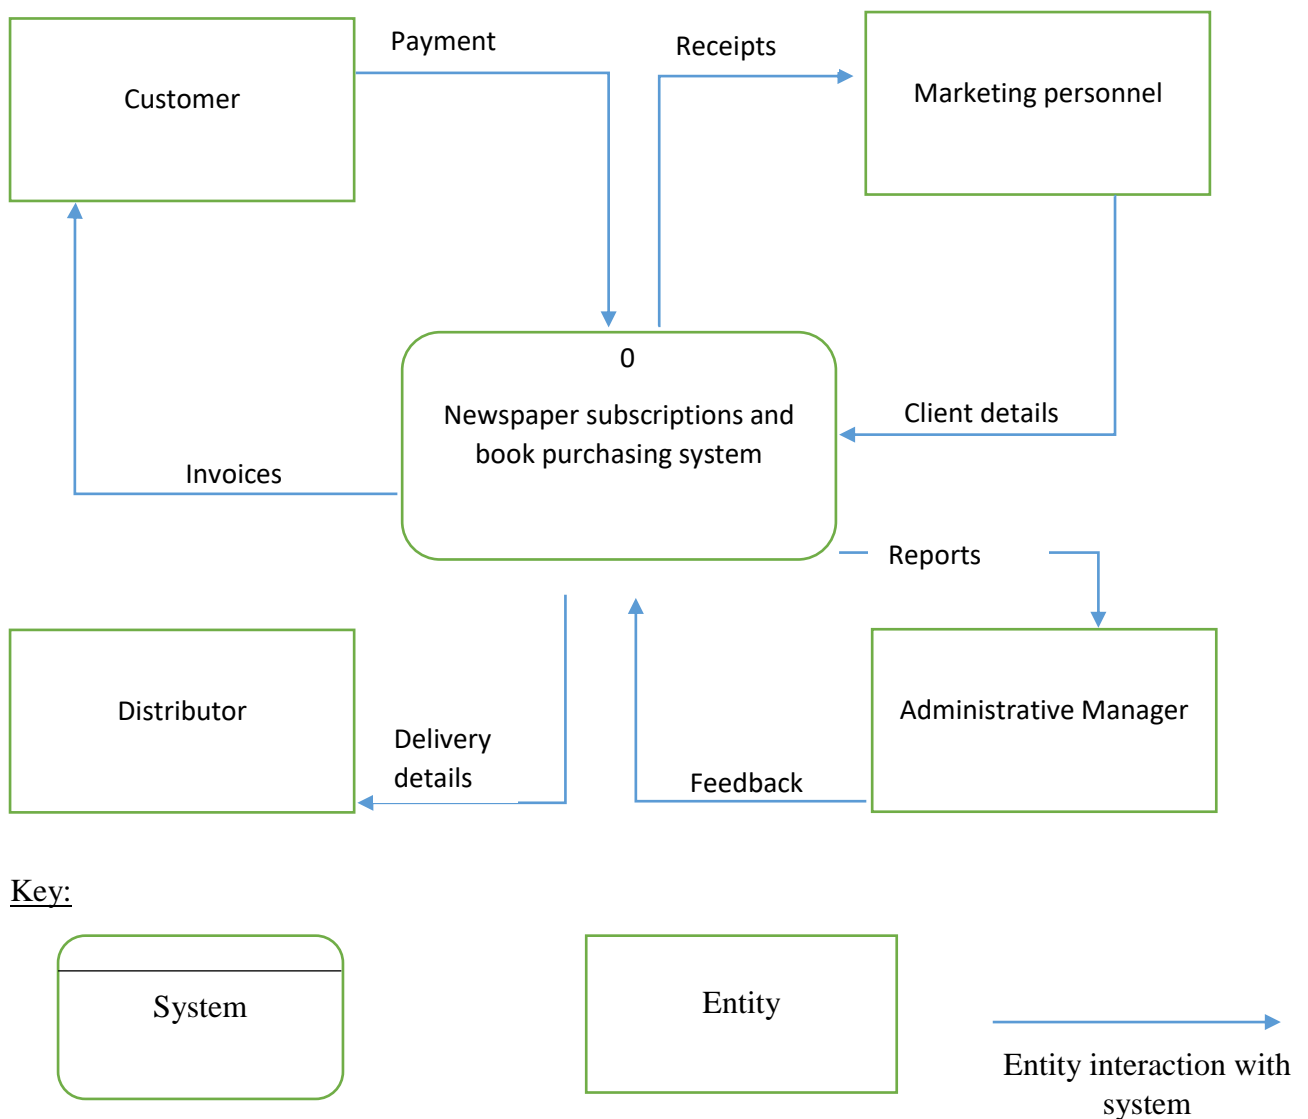 Payment
Receipts
Customer
Marketing personnel
0
Newspaper subscriptions and
book purchasing system
Client details
Invoices
Reports
Distributor
Administrative Manager
Delivery
details
Feedback
Key:
System
Entity
Entity interaction with
system